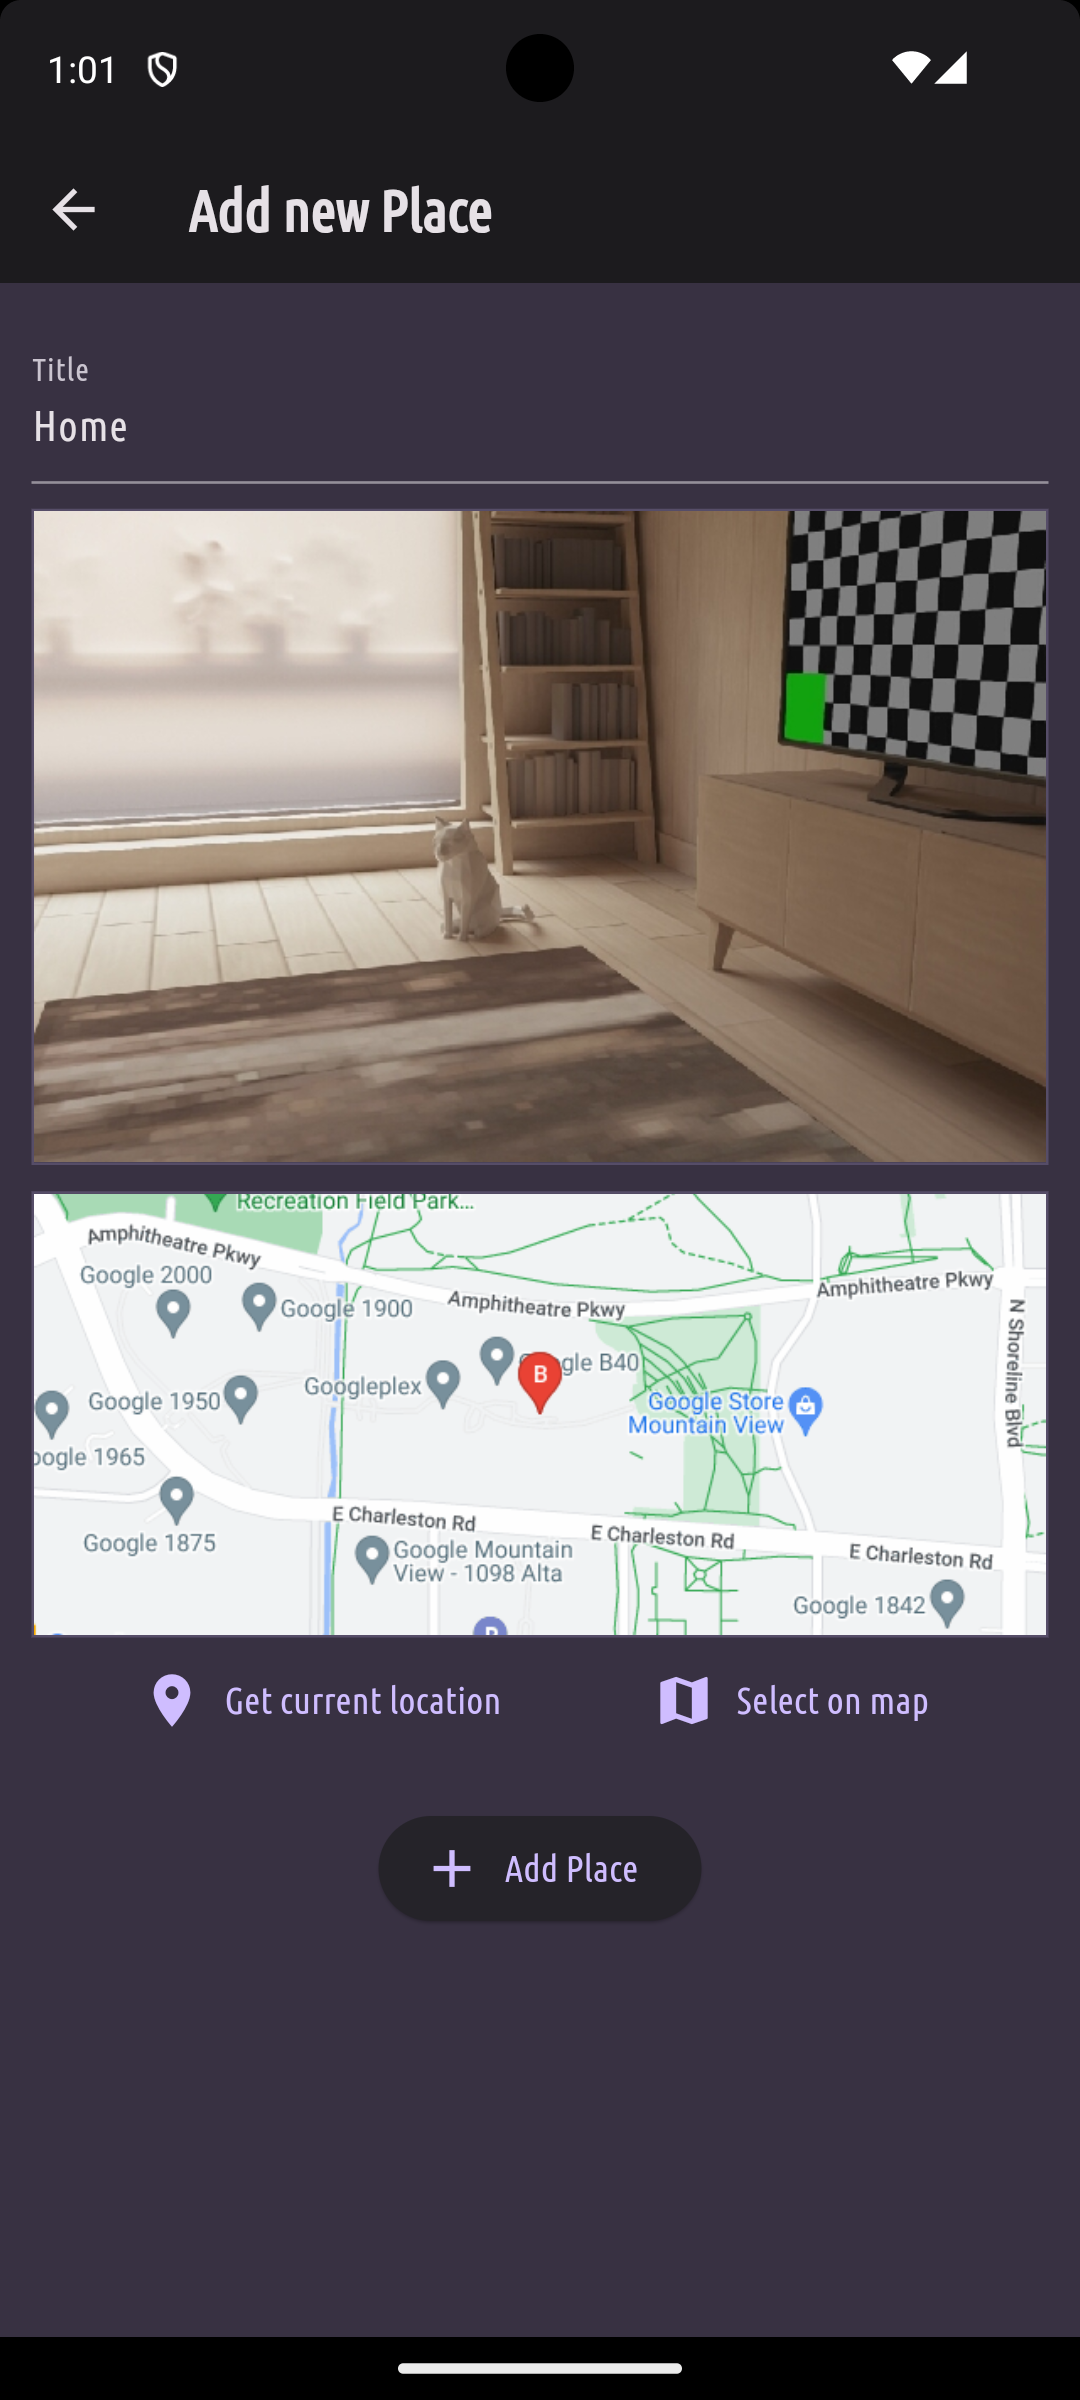 1:01
Add new Place
Title
Home
Recreation Field Park...
Amphitheatre Pkwy
Google 2000
Google 1900
Amphitheatre Pkwy
Amphitheatre Pkwy
N Shoreline Blvd
B
gle B40
Googleplex
Google 1950
Google Store
Mountain View
oogle 1965
Google 1875
E Charleston Rd
E Charleston Rd
E Charleston Rd
Google Mountain
View - 1098 Alta
Google 1842
Get current location
Select on map
Add Place